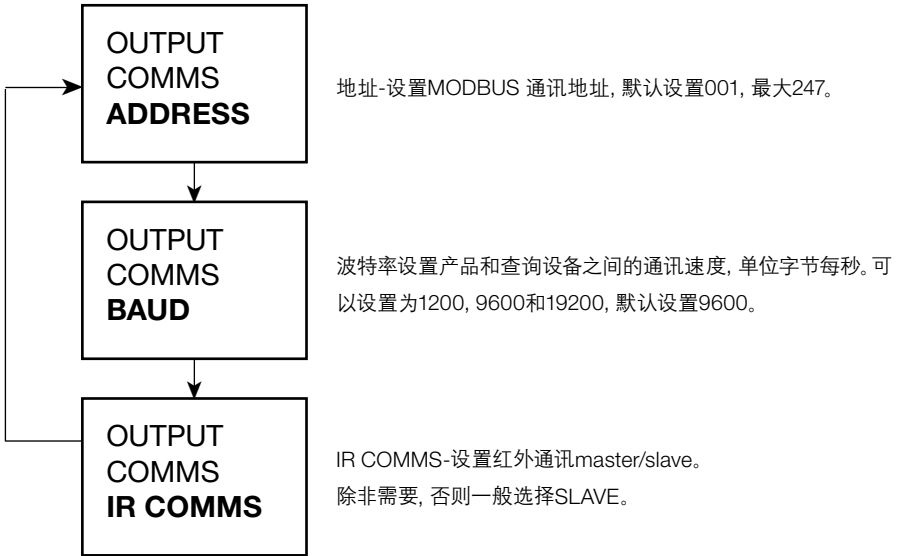 OUTPUT
COMMS
ADDRESS
地址-设置MODBUS 通讯地址, 默认设置001, 最大247。
OUTPUT
COMMS
BAUD
波特率设置产品和查询设备之间的通讯速度, 单位字节每秒。可
以设置为1200, 9600和19200, 默认设置9600。
OUTPUT
COMMS
IR COMMS
IR COMMS-设置红外通讯master/slave。
除非需要, 否则一般选择SLAVE。